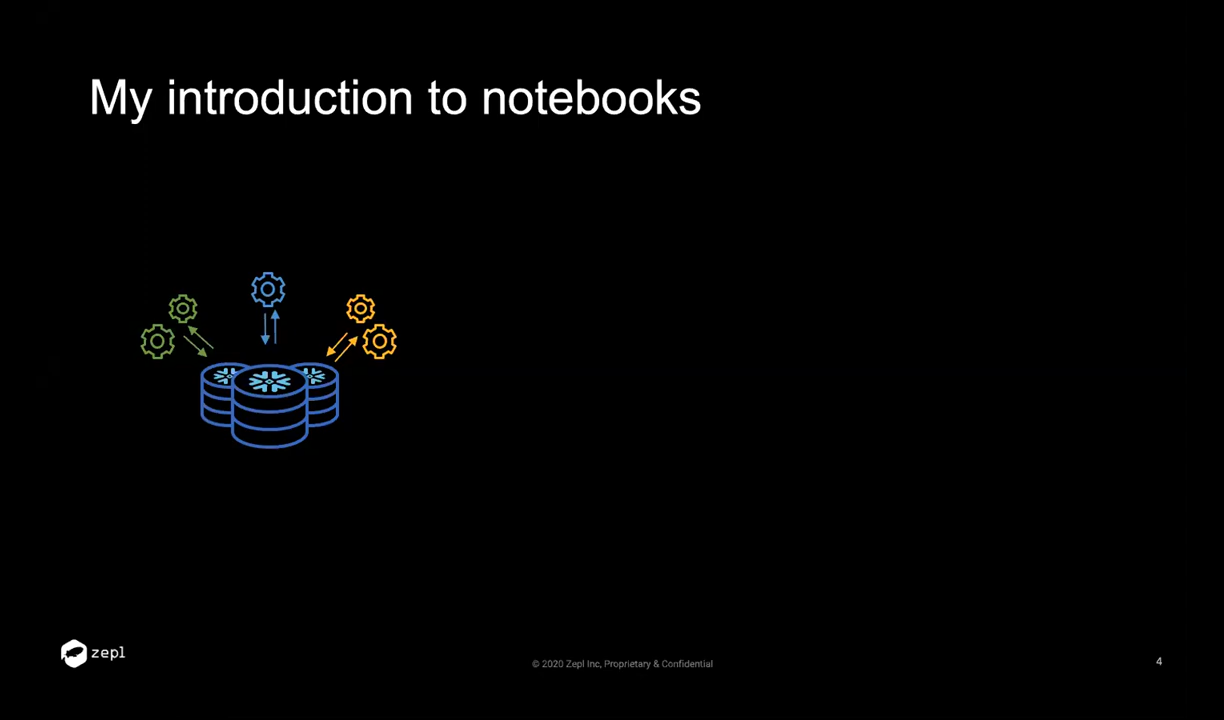 My introduction to notebooks
zepl
© 2020 Zepl Inc, Proprietary & Confidential
4